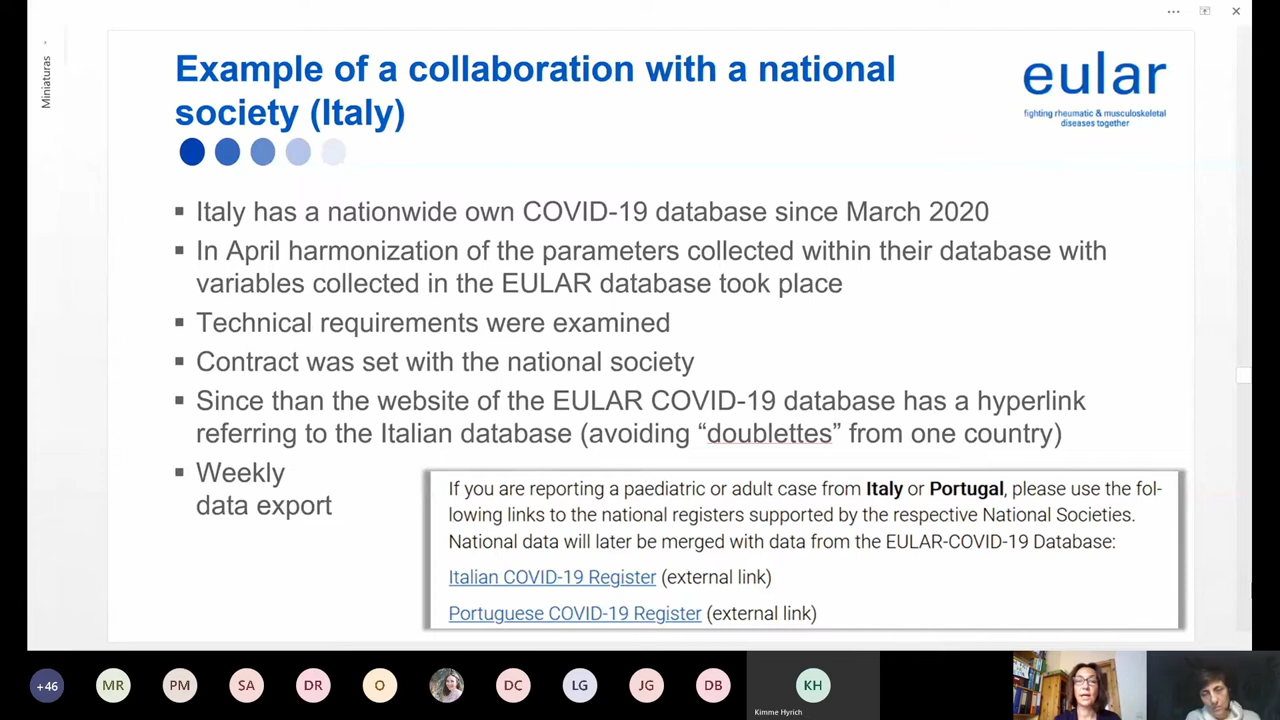 Miniaturas
Example of a collaboration with a national
society (Italy)
eular
fighting rheumatic & musculoskeletal
diseases together
▪ Italy has a nationwide own COVID-19 database since March 2020
▪ In April harmonization of the parameters collected within their database with
variables collected in the EULAR database took place
▪ Technical requirements were examined
▪ Contract was set with the national society
▪ Since than the website of the EULAR COVID-19 database has a hyperlink
referring to the Italian database (avoiding “doublettes” from one country)
▪ Weekly
data export
If you are reporting a paediatric or adult case from Italy or Portugal, please use the fol-
lowing links to the national registers supported by the respective National Societies.
National data will later be merged with data from the EULAR-COVID-19 Database:
Italian COVID-19 Register (external link)
Portuguese COVID-19 Register (external link)
+46 MR PM SA DR O DC LG JG DB KH
Kimme Hyrich